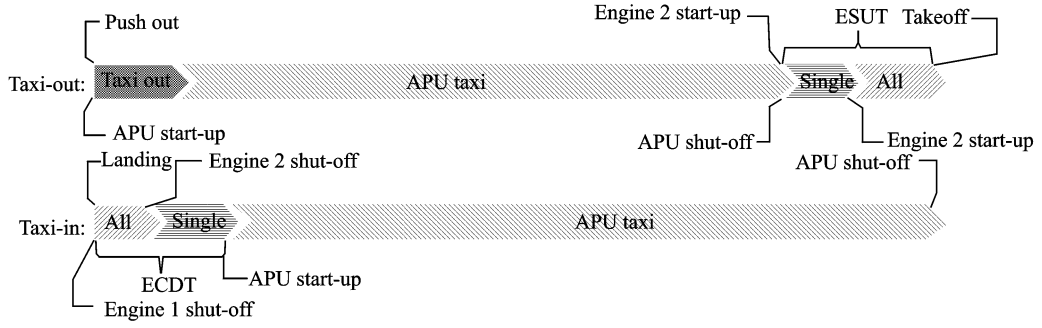 Push out
Engine 2 start-up
ESUT
Takeoff
Taxi-out:
Taxi out
APU taxi
Single
All
APU start-up
APU shut-off
Engine 2 start-up
Landing
Engine 2 shut-off
APU shut-off
Taxi-in:
All
Single
APU taxi
ECDT
APU start-up
Engine 1 shut-off